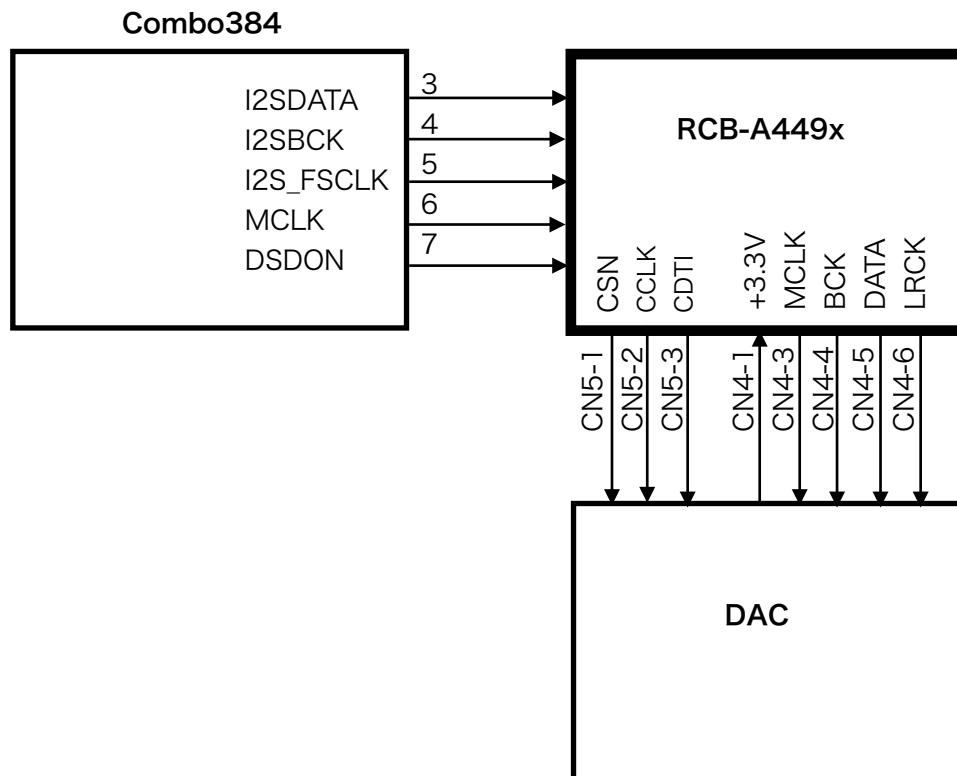 Combo384
I2SDATA
3
I2SBCK
4
I2S_FSCLK
5
MCLK
6
DSDON
7
RCB-A449x
CSN
CCLK
CDTI
+3.3V
MCLK
BCK
DATA
LRCK
CN5-1
CN5-2
CN5-3
CN4-1
CN4-3
CN4-4
CN4-5
CN4-6
DAC